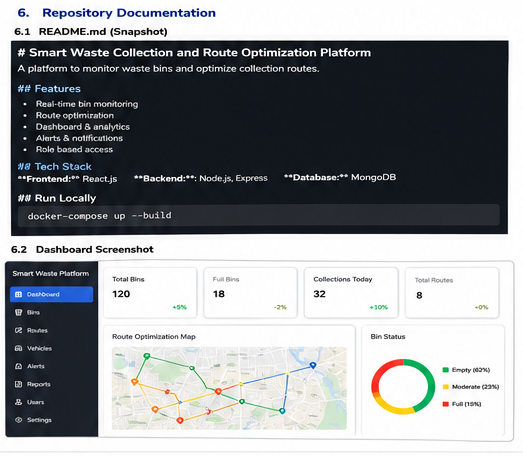 6. Repository Documentation
6.1 README.md (Snapshot)
# Smart Waste Collection and Route Optimization Platform
A platform to monitor waste bins and optimize collection routes.
## Features
• Real-time bin monitoring
• Route optimization
• Dashboard & analytics
• Alerts & notifications
• Role based access
## Tech Stack
**Frontend:** React.js **Backend:**: Node.js, Express **Database:** MongoDB
## Run Locally
docker-compose up --build
6.2 Dashboard Screenshot
Smart Waste Platform
Dashboard
Bins
Routes
Vehicles
Alerts
Reports
Users
Settings
Total Bins
120
+5%
Full Bins
18
-2%
Collections Today
32
+10%
Total Routes
8
+0%
Route Optimization Map
Bin Status
Empty (62%)
Moderate (23%)
Full (15%)